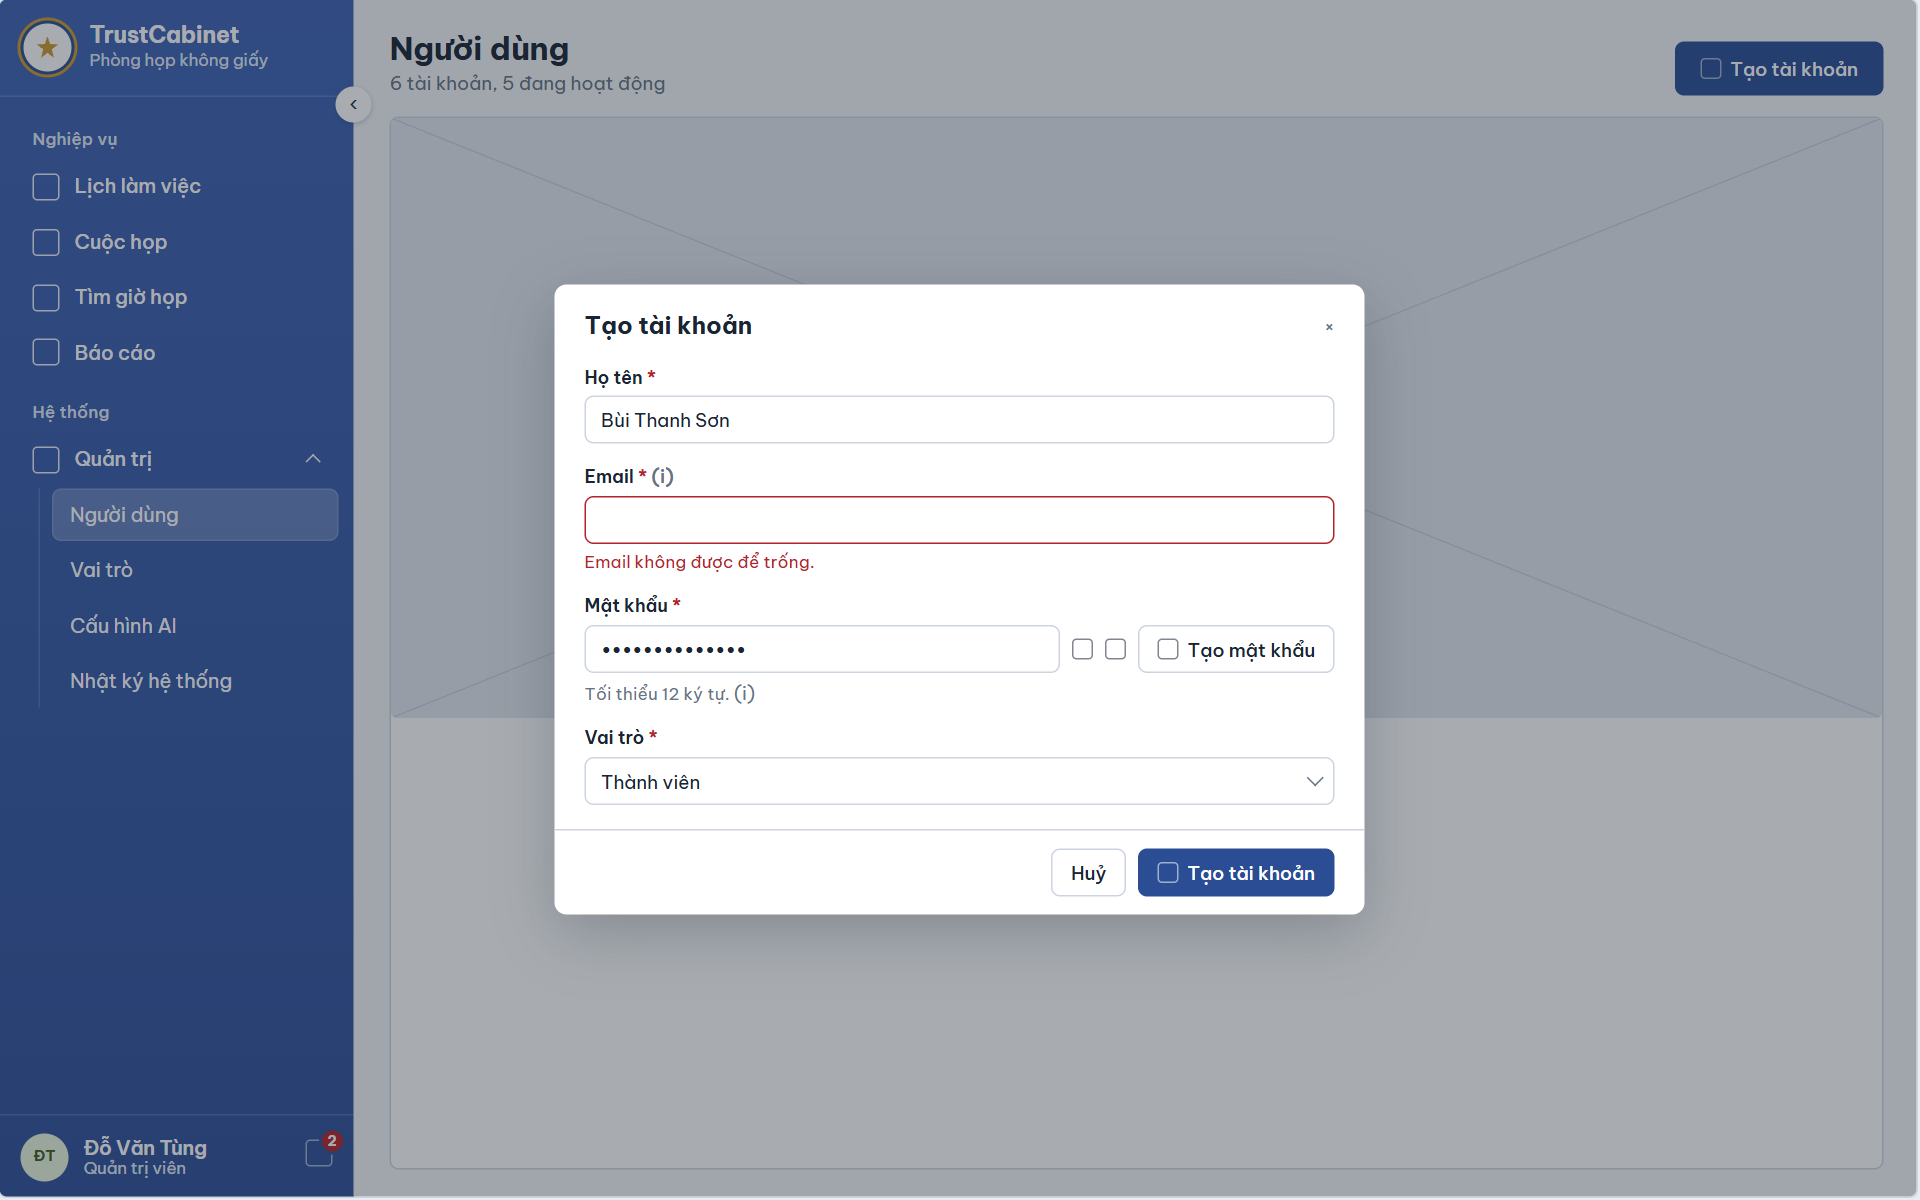 TrustCabinet
Phòng họp không giấy
Nghiệp vụ
Lịch làm việc
Cuộc họp
Tìm giờ họp
Báo cáo
Hệ thống
Quản trị
Người dùng
Vai trò
Cấu hình AI
Nhật ký hệ thống
ĐT
Đỗ Văn Tùng
Quản trị viên
2
Người dùng
6 tài khoản, 5 đang hoạt động
Tạo tài khoản
Tạo tài khoản
Họ tên *
Bùi Thanh Sơn
Email * (i)
Email không được để trống.
Mật khẩu *
••••••••••••••
Tạo mật khẩu
Tối thiểu 12 ký tự. (i)
Vai trò *
Thành viên
Huỷ
Tạo tài khoản